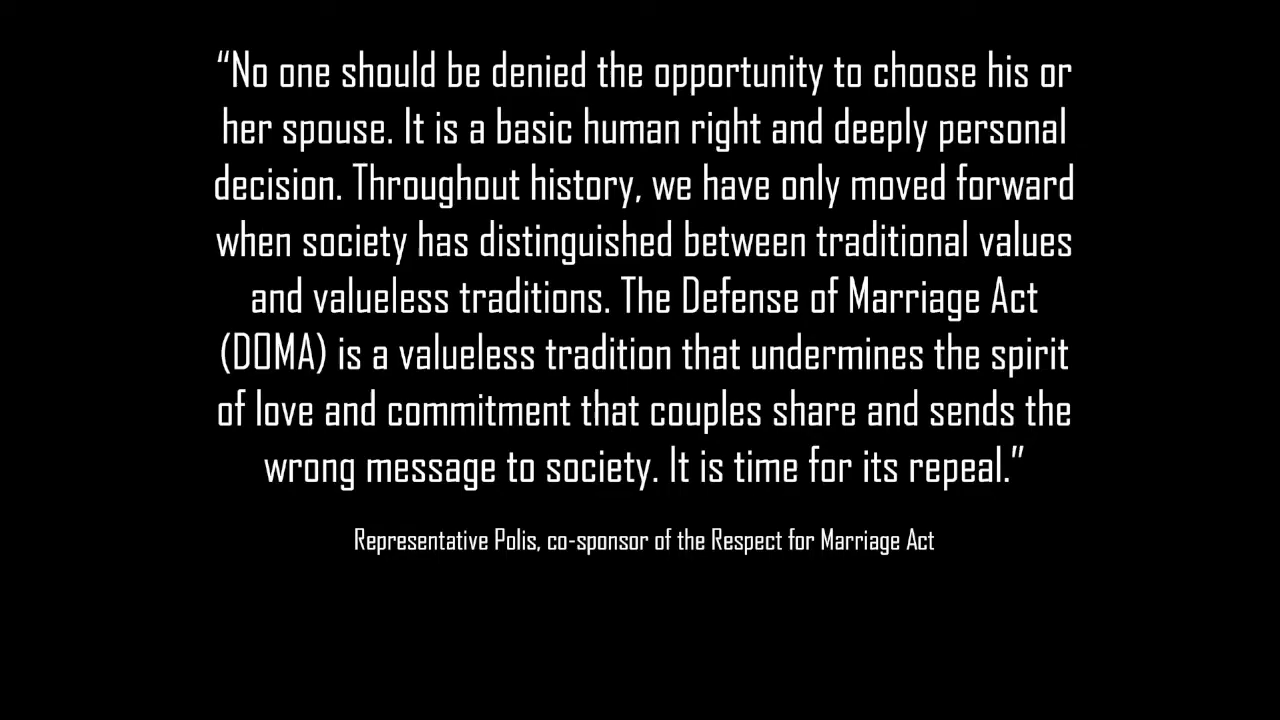 “No one should be denied the opportunity to choose his or
her spouse. It is a basic human right and deeply personal
decision. Throughout history, we have only moved forward
when society has distinguished between traditional values
and valueless traditions. The Defense of Marriage Act
(DOMA) is a valueless tradition that undermines the spirit
of love and commitment that couples share and sends the
wrong message to society. It is time for its repeal.”
Representative Polis, co-sponsor of the Respect for Marriage Act